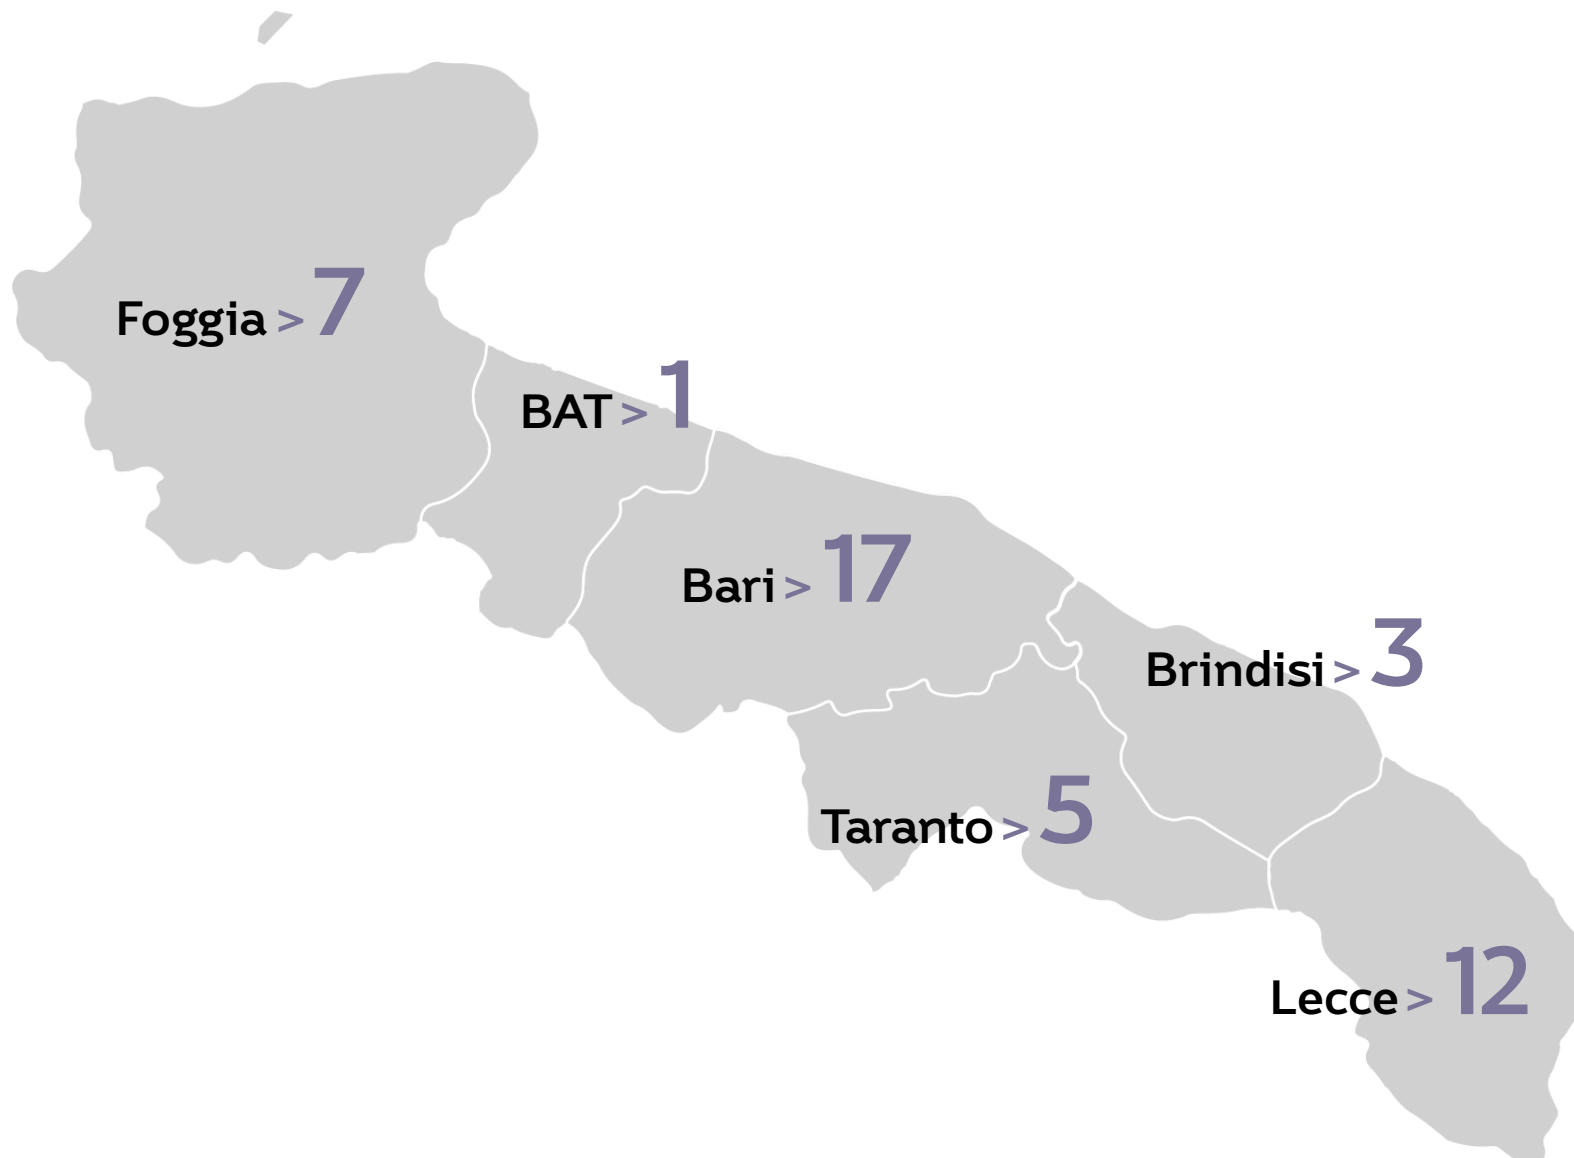 Foggia > 7
BAT > 1
Bari > 17
Brindisi > 3
Taranto > 5
Lecce > 12